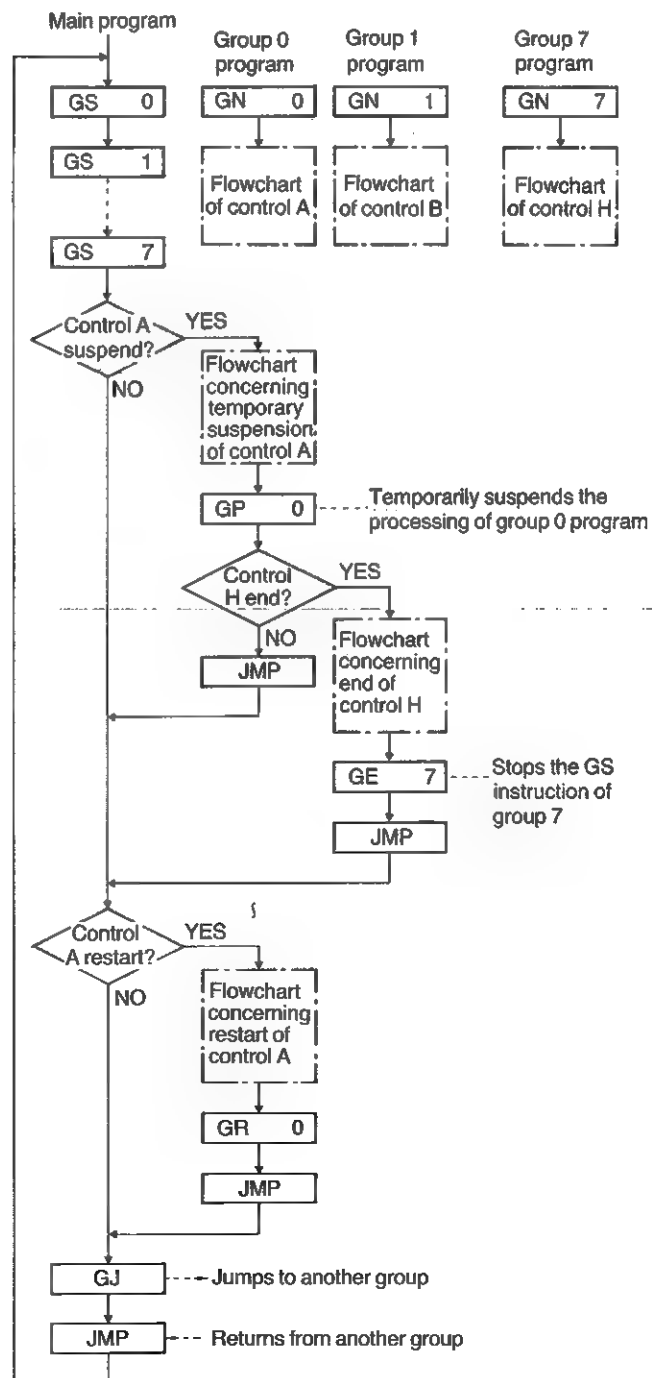 Main program
Group 0
program
Group 1
program
Group 7
program
GS 0
GN 0
GN 1
GN 7
GS 1
Flowchart
of control A
Flowchart
of control B
Flowchart
of control H
GS 7
Control A
suspend?
YES
NO
Flowchart
concerning
temporary
suspension
of control A
GP 0
Temporarily suspends the
processing of group 0 program
Control
H end?
YES
NO
JMP
Flowchart
concerning
end of
control H
GE 7
Stops the GS
instruction of
group 7
JMP
Control
A restart?
YES
NO
Flowchart
concerning
restart of
control A
GR 0
JMP
GJ
Jumps to another group
JMP
Returns from another group